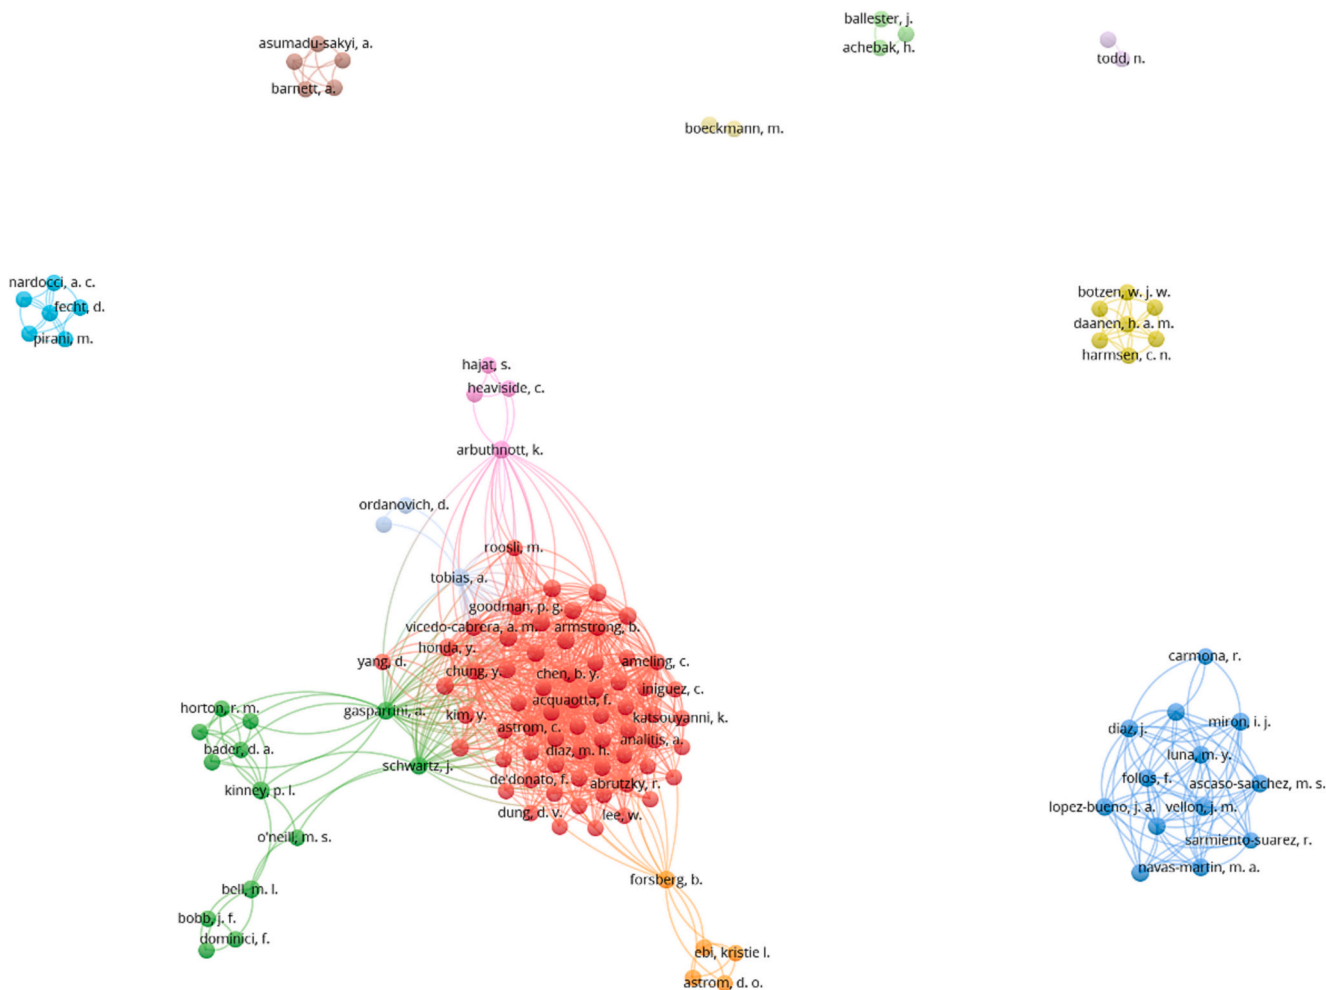 ballester, j.
asumadu-sakyi, a.
achebak, h.
todd, n.
barnett, a.
boeckmann, m.
nardocci, a. c.
botzen, w. j. w.
fecht, d.
daanen, h. a. m.
pirani, m.
harmsen, c. n.
hajat, s.
heaviside, c.
arbuthnott, k.
ordanovich, d.
roosli, m.
tobias, a.
goodman, p. g.
vicedo-cabrera, a. m.
armstrong, b.
honda, y.
carmona, r.
yang, d.
ameling, c.
chung, y.
chen, b. y.
iniguez, c.
acquaotta, f.
horton, r. m.
gasparrini, a.
kim, y.
katsouyanni, k.
miron, i. j.
astrom, c.
diaz, j.
analitis, a.
bader, d. a.
diaz, m. h.
luna, m. y.
schwartz, j.
de'donato, f.
abrutzky, r.
follos, f.
ascaso-sanchez, m. s.
kinney, p. l.
lopez-bueno, j. a.
vellon, j. m.
dung, d. v.
lee, w.
o'neill, m. s.
sarmiento-suarez, r.
navas-martin, m. a.
forsberg, b.
bell, m. l.
bobb, j. f.
dominici, f.
ebi, kristie l.
astrom, d. o.